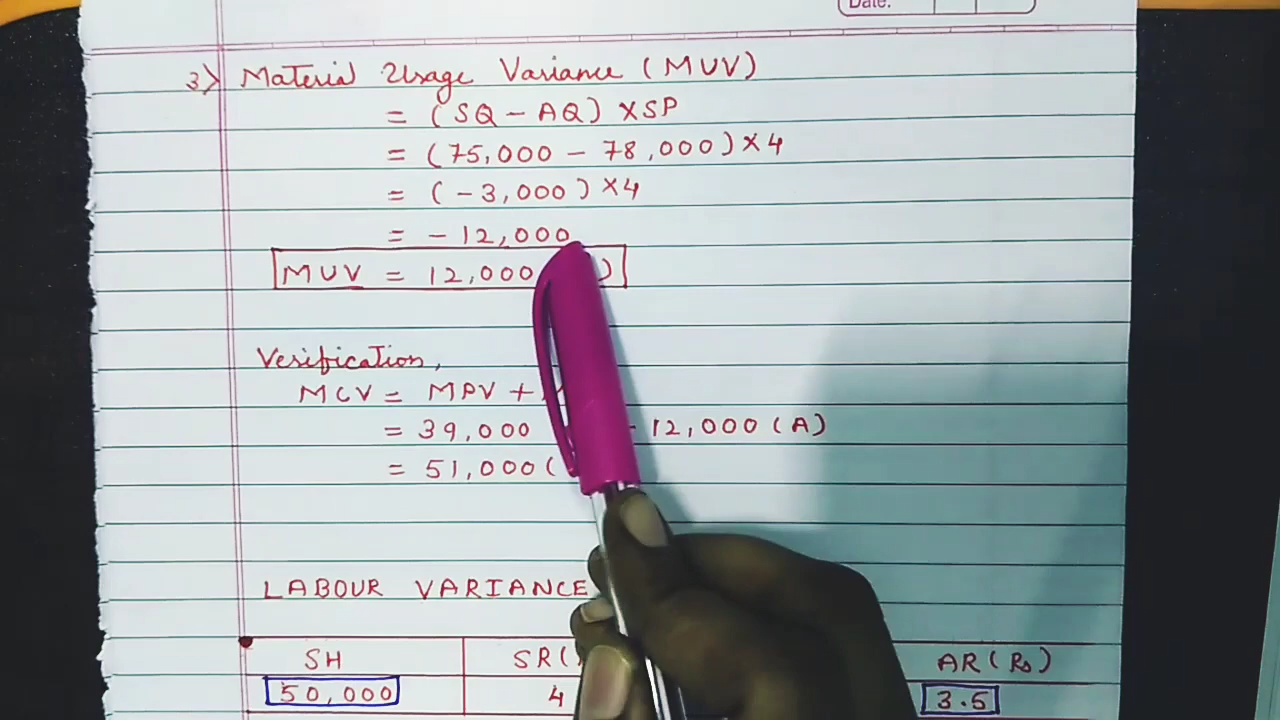 Date:
3) Material Usage Variance (MUV)
= (SQ - AQ) × SP
= (75,000 - 78,000) × 4
= (-3,000) × 4
= - 12,000
MUV = 12,000 )
Verification,
MCV = MPV +
= 39,000 12,000 (A)
= 51,000 (
LABOUR VARIANCE
SH SR( AR (Rs)
50,000 4 3.5